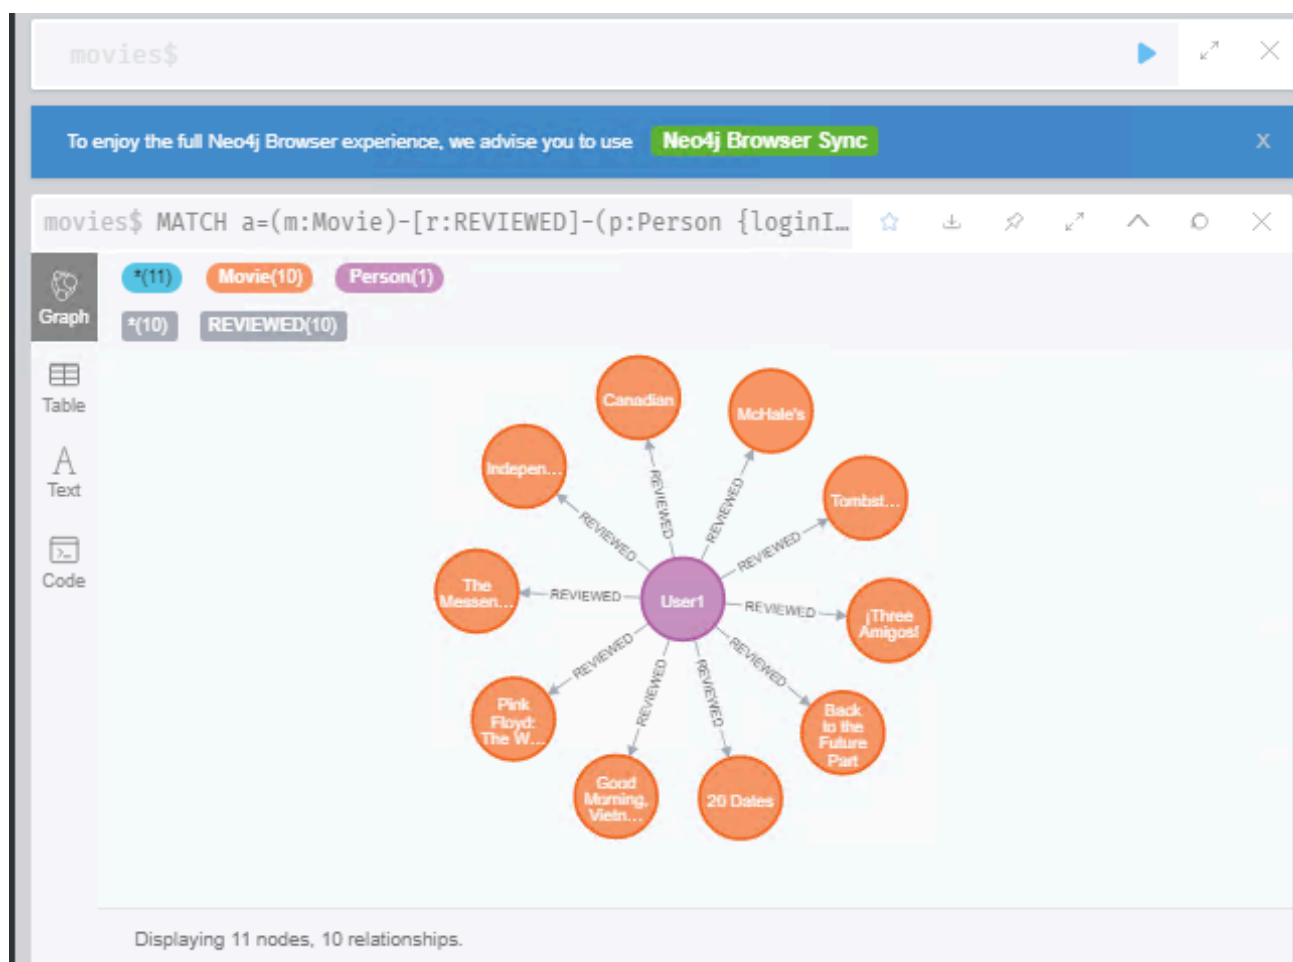 movies$
To enjoy the full Neo4j Browser experience, we advise you to use Neo4j Browser Sync x
movies$ MATCH a=(m:Movie)-[r:REVIEWED]-(p:Person {loginI…
*(11) Movie(10) Person(1)
*(10) REVIEWED(10)
Graph
Table
A
Text
Code
Canadian
McHale's
Indepen…
Tombst…
The
Messen…
User1
¡Three
Amigos!
Pink
Floyd:
The W…
Back
to the
Future
Part
Good
Morning,
Vietn…
20 Dates
REVIEWED
REVIEWED
REVIEWED
REVIEWED
REVIEWED
REVIEWED
REVIEWED
REVIEWED
REVIEWED
REVIEWED
Displaying 11 nodes, 10 relationships.